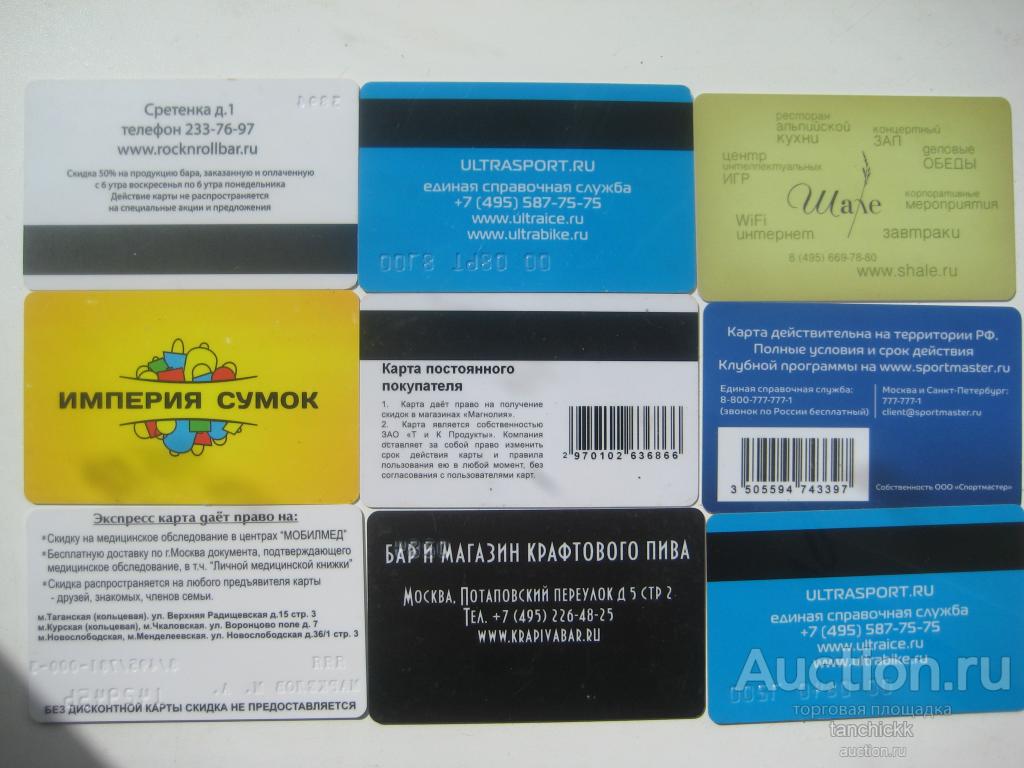 Сретенка д.1
телефон 233-76-97
www.rocknrollbar.ru
Скидка 50% на продукцию бара, заказанную и оплаченную
с 6 утра воскресенья по 6 утра понедельника
Действие карты не распространяется
на специальные акции и предложения
ULTRASPORT.RU
единая справочная служба
+7 (495) 587-75-75
www.ultraice.ru
www.ultrabike.ru
ресторан
альпийской
кухни
концертный
ЗАЛ
центр
интеллектуальных
ИГР
деловые
ОБЕДЫ
Шале
корпоративные
мероприятия
WiFi
интернет
завтраки
8 (495) 669-78-80
www.shale.ru
ИМПЕРИЯ СУМОК
Карта постоянного
покупателя
1. Карта даёт право на получение
скидок в магазинах «Магнолия».
2. Карта является собственностью
ЗАО «Т и К Продукты». Компания
оставляет за собой право изменить
срок действия карты и правила
пользования ею в любой момент, без
согласования с пользователями карт.
2 970102 636866
Карта действительна на территории РФ.
Полные условия и срок действия
Клубной программы на www.sportmaster.ru
Единая справочная служба:
8-800-777-777-1
(звонок по России бесплатный)
Москва и Санкт-Петербург:
777-777-1
client@sportmaster.ru
3 505594 743397
Собственность ООО «Спортмастер»
Экспресс карта даёт право на:
•Скидку на медицинское обследование в центрах "МОБИЛМЕД"
•Бесплатную доставку по г.Москва документа, подтверждающего
медицинское обследование, в т.ч. "Личной медицинской книжки"
•Скидка распространяется на любого предъявителя карты
- друзей, знакомых, членов семьи.
м.Таганская (кольцевая). ул. Верхняя Радищевская д.15 стр. 3
м.Курская (кольцевая), м.Чкаловская. ул. Воронцово поле д. 7
м.Новослободская, м.Менделеевская. ул. Новослободская д.36/1 стр. 3
БЕЗ ДИСКОНТНОЙ КАРТЫ СКИДКА НЕ ПРЕДОСТАВЛЯЕТСЯ
БАР И МАГАЗИН КРАФТОВОГО ПИВА
МОСКВА, ПОТАПОВСКИЙ ПЕРЕУЛОК Д 5 СТР 2
ТЕЛ. +7 (495) 226-48-25
WWW.KRAPIVABAR.RU
ULTRASPORT.RU
единая справочная служба
+7 (495) 587-75-75
www.ultraice.ru
www.ultrabike.ru
Auction.ru
торговая площадка
tanchickk
auction.ru